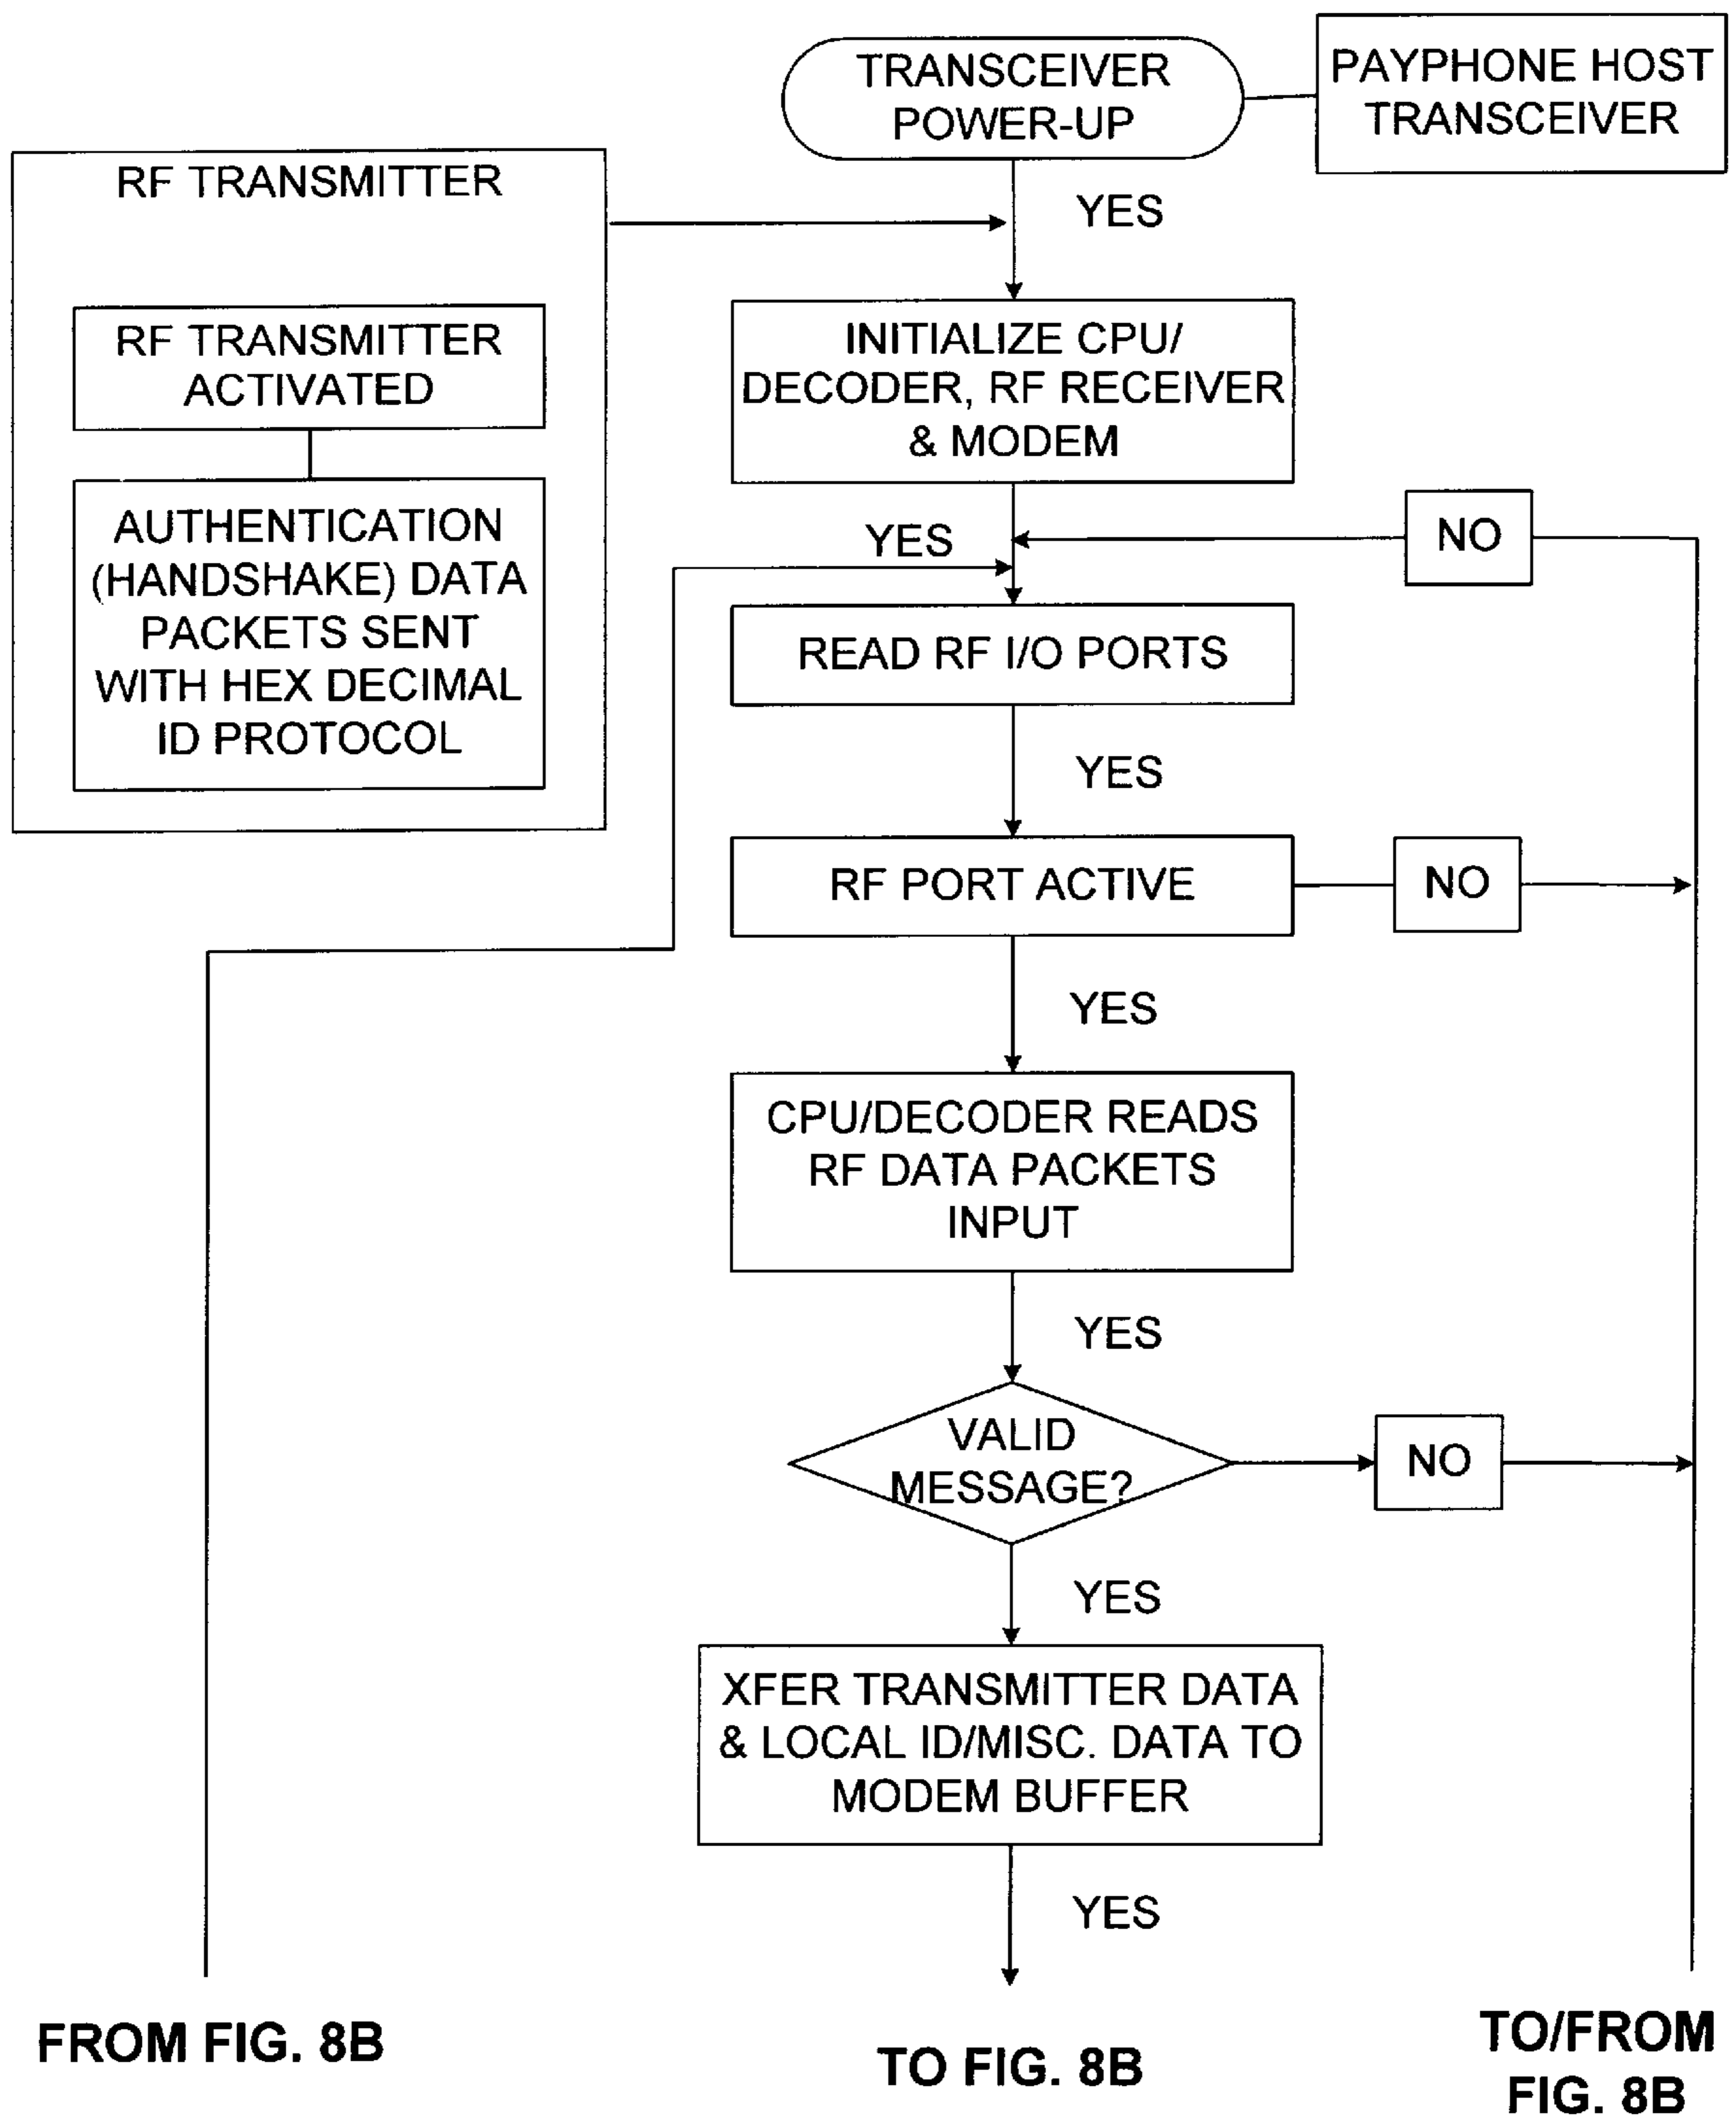 TRANSCEIVER
POWER-UP
PAYPHONE HOST
TRANSCEIVER
RF TRANSMITTER
YES
RF TRANSMITTER
ACTIVATED
INITIALIZE CPU/
DECODER, RF RECEIVER
& MODEM
AUTHENTICATION
(HANDSHAKE) DATA
PACKETS SENT
WITH HEX DECIMAL
ID PROTOCOL
YES
NO
READ RF I/O PORTS
YES
RF PORT ACTIVE
NO
YES
CPU/DECODER READS
RF DATA PACKETS
INPUT
YES
VALID
MESSAGE?
NO
YES
XFER TRANSMITTER DATA
& LOCAL ID/MISC. DATA TO
MODEM BUFFER
YES
FROM FIG. 8B
TO FIG. 8B
TO/FROM
FIG. 8B